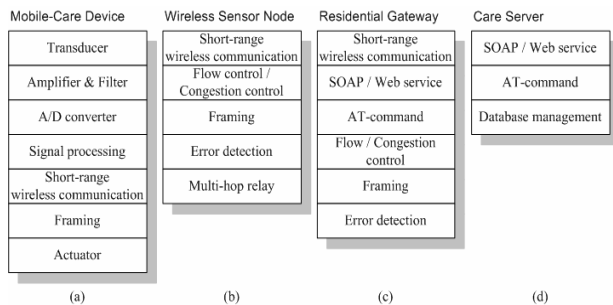 Mobile-Care Device
Transducer
Amplifier & Filter
A/D converter
Signal processing
Short-range
wireless communication
Framing
Actuator
(a)
Wireless Sensor Node
Short-range
wireless communication
Flow control /
Congestion control
Framing
Error detection
Multi-hop relay
(b)
Residential Gateway
Short-range
wireless communication
SOAP / Web service
AT-command
Flow / Congestion
control
Framing
Error detection
(c)
Care Server
SOAP / Web service
AT-command
Database management
(d)